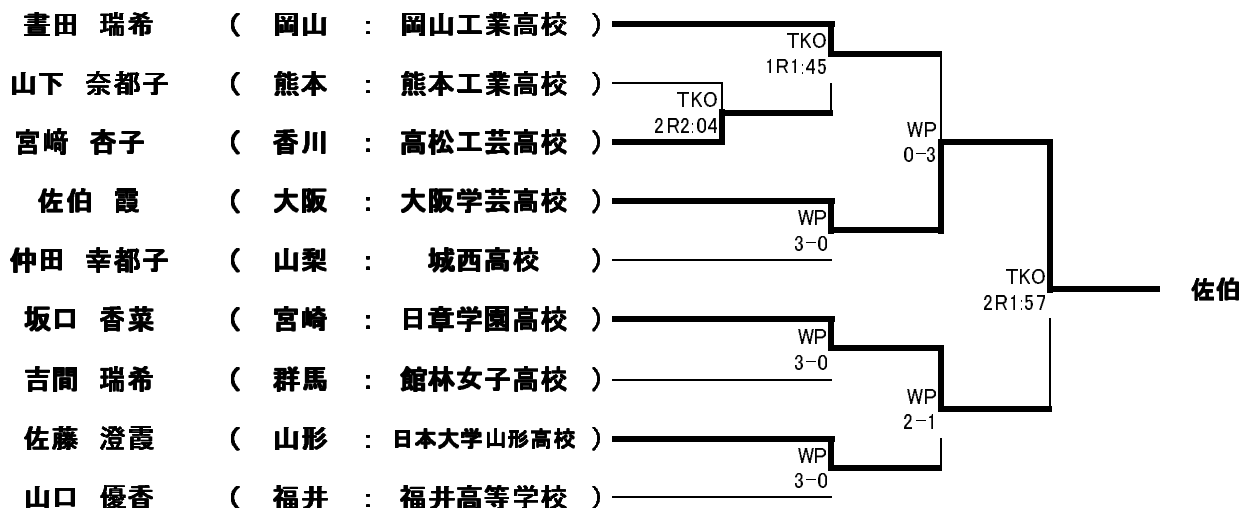 晝田 瑞希 ( 岡山 : 岡山工業高校 )
TKO
1R1:45
山下 奈都子 ( 熊本 : 熊本工業高校 )
TKO
2R2:04
宮﨑 杏子 ( 香川 : 高松工芸高校 )
WP
0-3
佐伯 霞 ( 大阪 : 大阪学芸高校 )
WP
3-0
仲田 幸都子 ( 山梨 : 城西高校 )
TKO
2R1:57
佐伯
坂口 香菜 ( 宮崎 : 日章学園高校 )
WP
3-0
吉間 瑞希 ( 群馬 : 館林女子高校 )
WP
2-1
佐藤 澄霞 ( 山形 : 日本大学山形高校 )
WP
3-0
山口 優香 ( 福井 : 福井高等学校 )